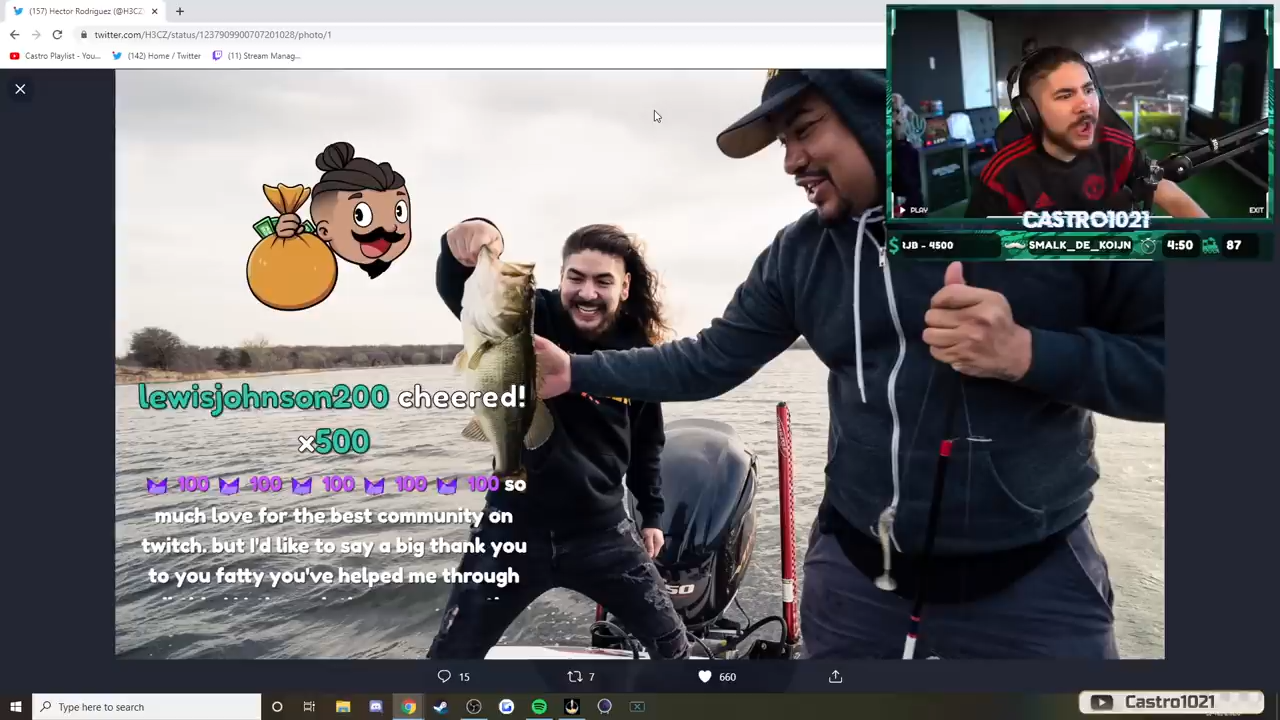 (157) Hector Rodriguez (@H3CZ)
twitter.com/H3CZ/status/1237909900707201028/photo/1
Castro Playlist - You...
(142) Home / Twitter
(11) Stream Manag...
PLAY
EXIT
CASTRO1021
RJB - 4500
SMALK_DE_KOIJN
4:50
87
lewisjohnson200 cheered!
x500
100 100 100 100 100 so
much love for the best community on
twitch. but I'd like to say a big thank you
to you fatty you've helped me through
50
15
7
660
Type here to search
Castro1021